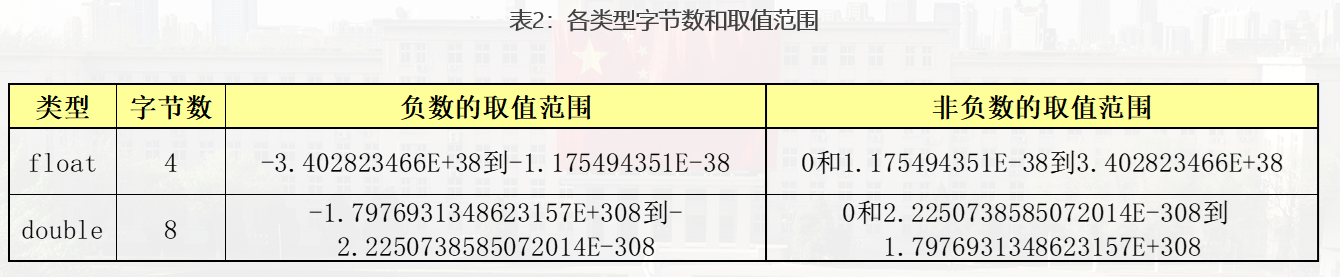 表2：各类型字节数和取值范围
类型 字节数 负数的取值范围 非负数的取值范围
float 4 -3.402823466E+38到-1.175494351E-38 0和1.175494351E-38到3.402823466E+38
double 8 -1.7976931348623157E+308到- 0和2.2250738585072014E-308到
2.2250738585072014E-308 1.7976931348623157E+308